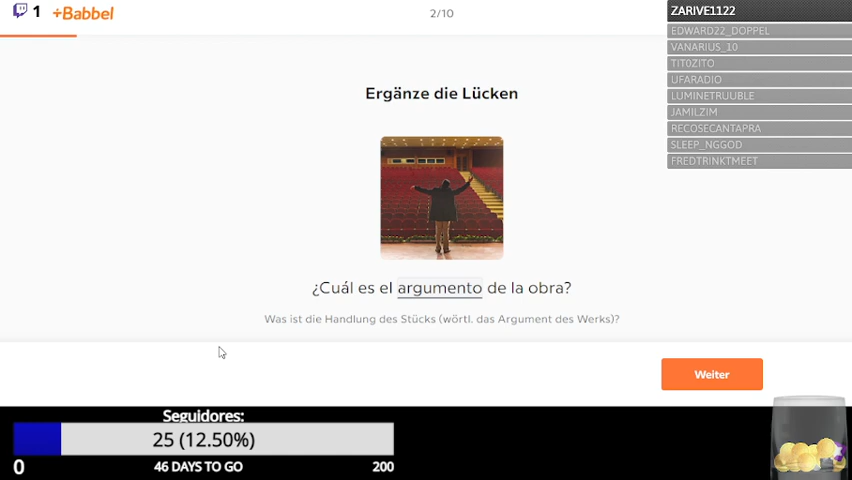 1 +Babbel
2/10
ZARIVE1122
EDWARD22_DOPPEL
VANARIUS_10
TIT0ZITO
UFARADIO
LUMINETRUUBLE
JAMILZIM
RECOSECANTAPRA
SLEEP_NGGOD
FREDTRINKTMEET
Ergänze die Lücken
¿Cuál es el argumento de la obra?
Was ist die Handlung des Stücks (wörtl. das Argument des Werks)?
Weiter
Seguidores:
25 (12.50%)
0 46 DAYS TO GO 200